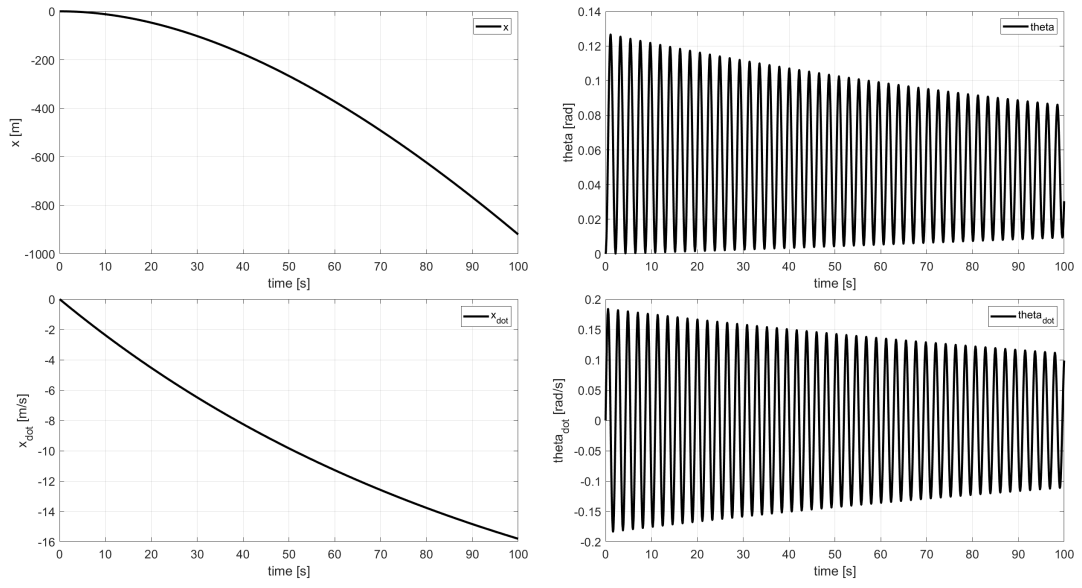 0
-200
-400
-600
-800
-1000
x [m]
x
0 10 20 30 40 50 60 70 80 90 100
time [s]
0.14
0.12
0.1
0.08
0.06
0.04
0.02
0
theta [rad]
theta
0 10 20 30 40 50 60 70 80 90 100
time [s]
0
-2
-4
-6
-8
-10
-12
-14
-16
x_dot [m/s]
x_dot
0 10 20 30 40 50 60 70 80 90 100
time [s]
0.2
0.15
0.1
0.05
0
-0.05
-0.1
-0.15
-0.2
theta_dot [rad/s]
theta_dot
0 10 20 30 40 50 60 70 80 90 100
time [s]